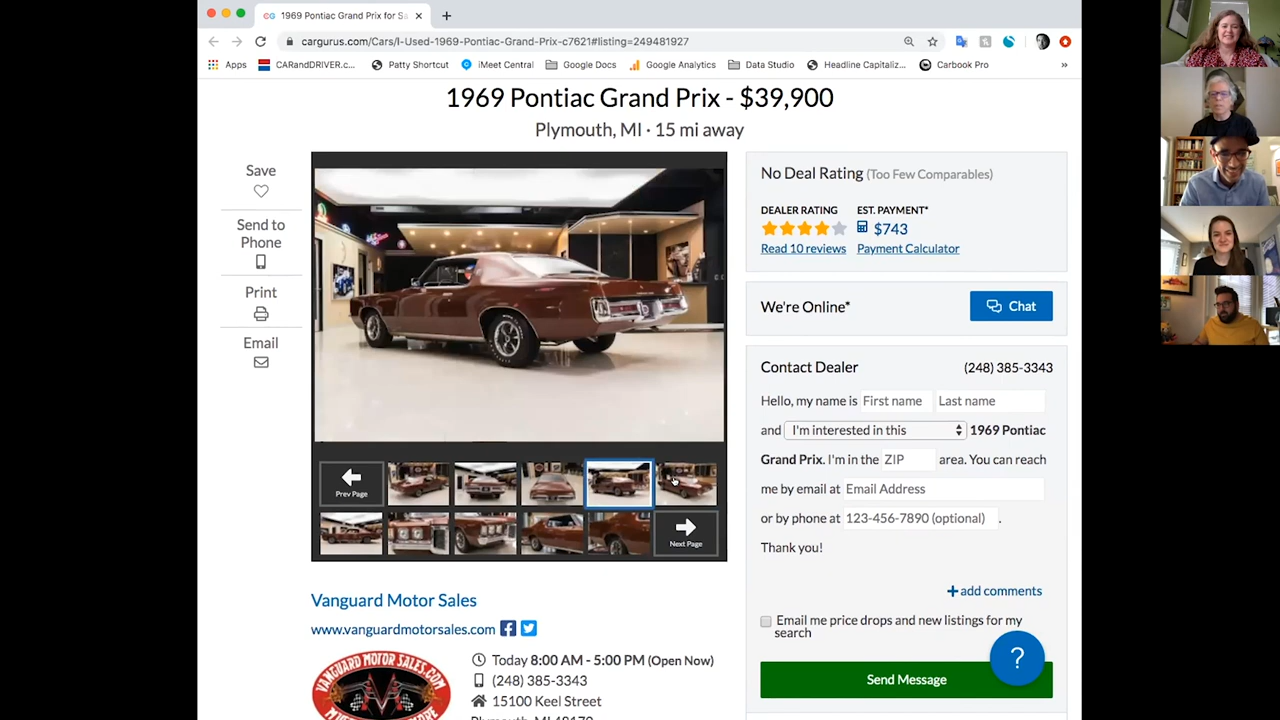 1969 Pontiac Grand Prix for Sa
cargurus.com/Cars/l-Used-1969-Pontiac-Grand-Prix-c7621#listing=249481927
Apps
CARandDRIVER.c...
Patty Shortcut
iMeet Central
Google Docs
Google Analytics
Data Studio
Headline Capitaliz...
Carbook Pro
»
1969 Pontiac Grand Prix - $39,900
Plymouth, MI · 15 mi away
Save
Send to
Phone
Print
Email
Prev Page
Next Page
No Deal Rating (Too Few Comparables)
DEALER RATING
EST. PAYMENT*
$743
Read 10 reviews
Payment Calculator
We're Online*
Chat
Contact Dealer
(248) 385-3343
Hello, my name is First name Last name
and I'm interested in this 1969 Pontiac
Grand Prix. I'm in the ZIP area. You can reach
me by email at Email Address
or by phone at 123-456-7890 (optional) .
Thank you!
+add comments
Email me price drops and new listings for my
search
?
Send Message
Vanguard Motor Sales
www.vanguardmotorsales.com
VANGUARD MOTOR SALES.COM
Today 8:00 AM - 5:00 PM (Open Now)
(248) 385-3343
15100 Keel Street
Plymouth, MI 48170